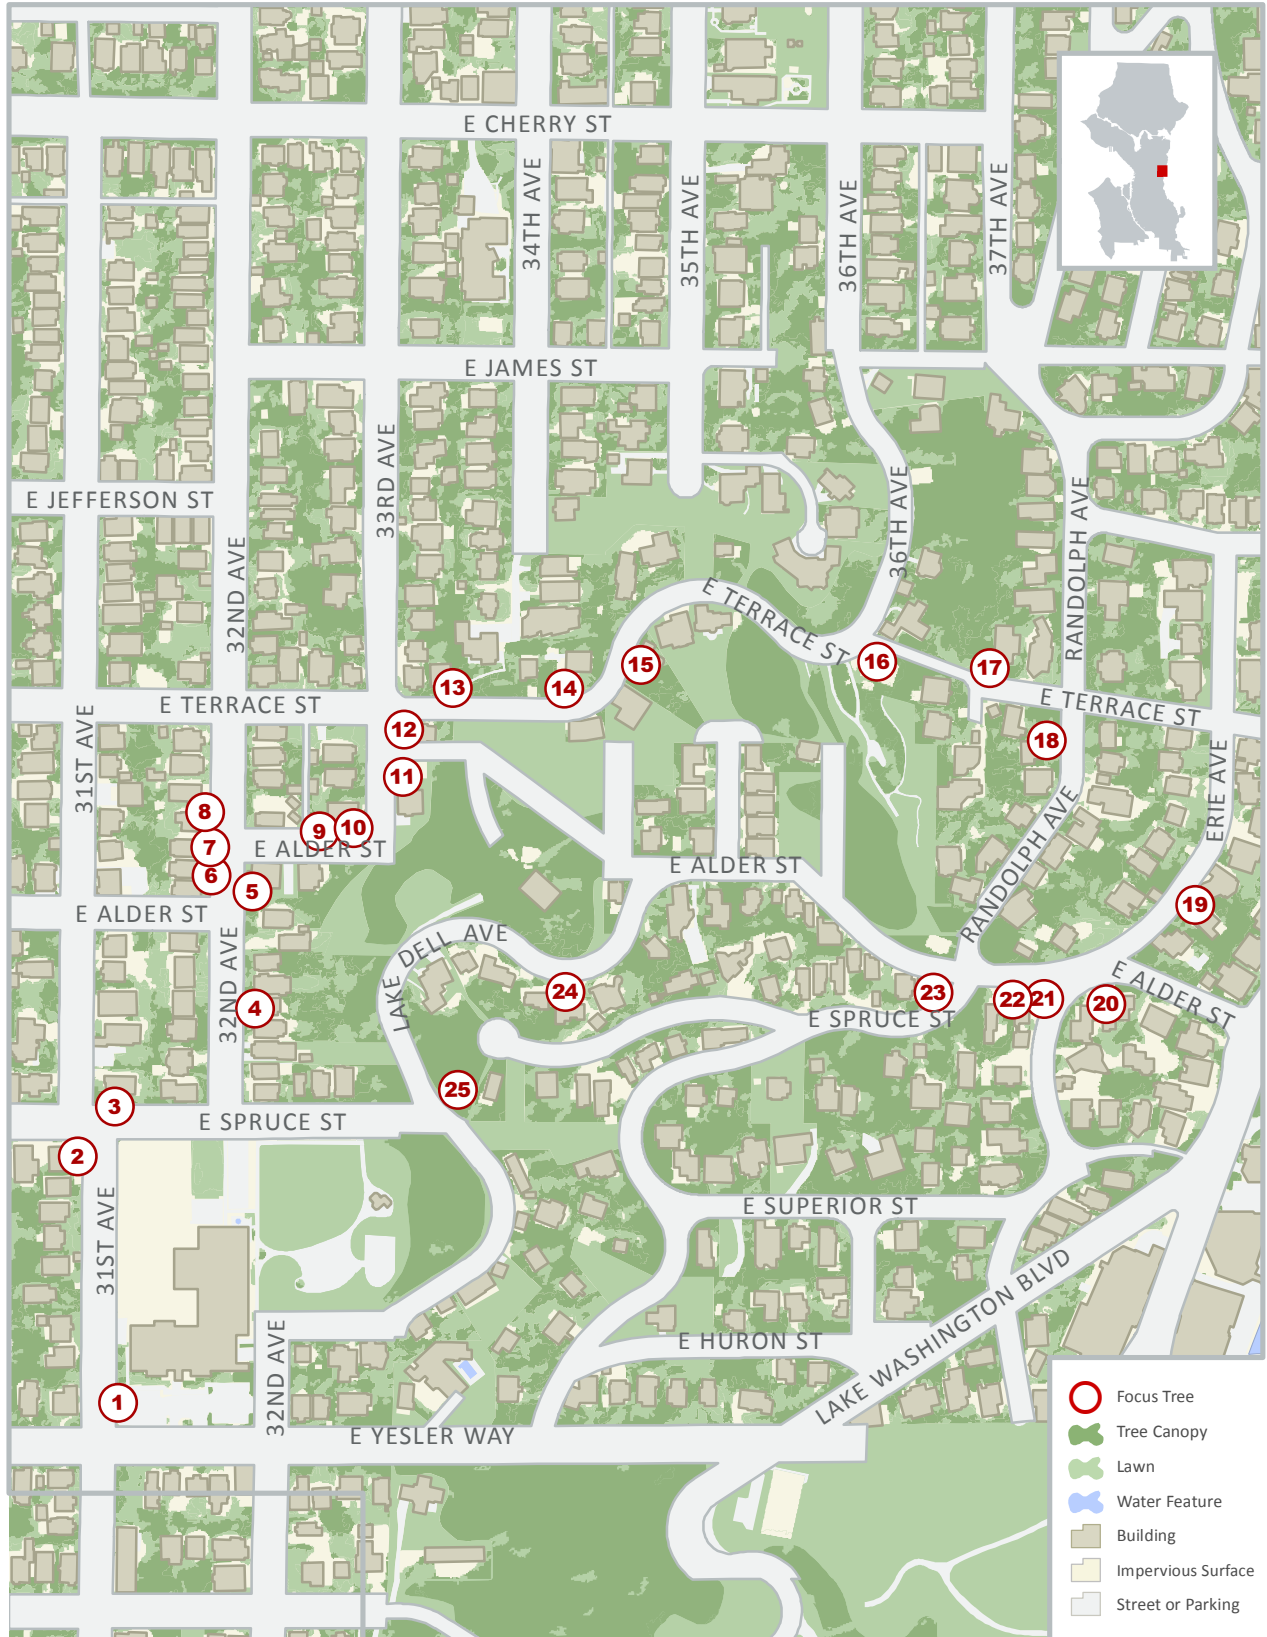 E CHERRY ST
34TH AVE
35TH AVE
36TH AVE
37TH AVE
E JAMES ST
33RD AVE
E JEFFERSON ST
32ND AVE
36TH AVE
RANDOLPH AVE
E TERRACE ST
16
15
17
13
14
E TERRACE ST
E TERRACE ST
12
31ST AVE
18
11
ERIE AVE
8
9
10
7
E ALDER ST
6
5
E ALDER ST
RANDOLPH AVE
19
E ALDER ST
LAKE DELL AVE
32ND AVE
E ALDER ST
24
23
22
21
20
4
E SPRUCE ST
25
3
E SPRUCE ST
2
31ST AVE
E SUPERIOR ST
LAKE WASHINGTON BLVD
E HURON ST
32ND AVE
1
E YESLER WAY
Focus Tree
Tree Canopy
Lawn
Water Feature
Building
Impervious Surface
Street or Parking